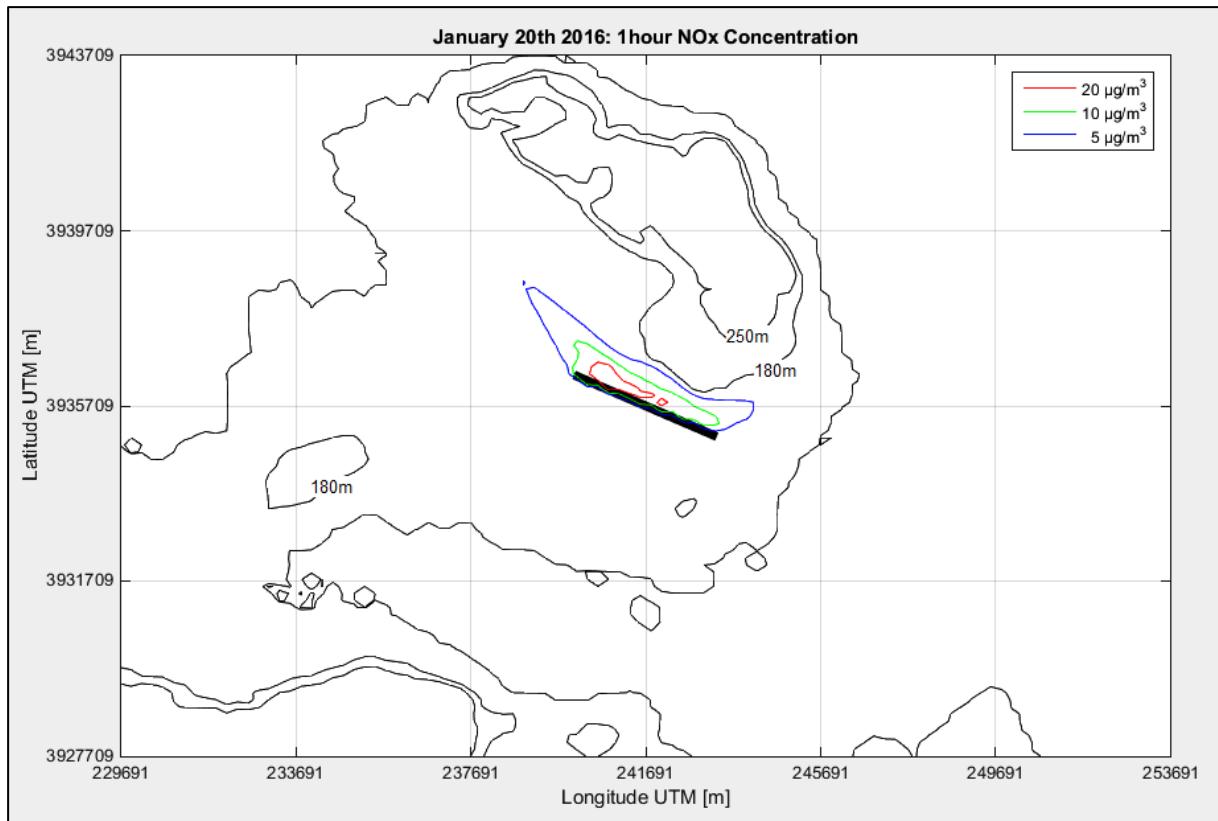 January 20th 2016: 1hour NOx Concentration
20 µg/m³
10 µg/m³
5 µg/m³
3943709
3939709
3935709
3931709
3927709
Latitude UTM [m]
250m
180m
180m
229691
233691
237691
241691
245691
249691
253691
Longitude UTM [m]